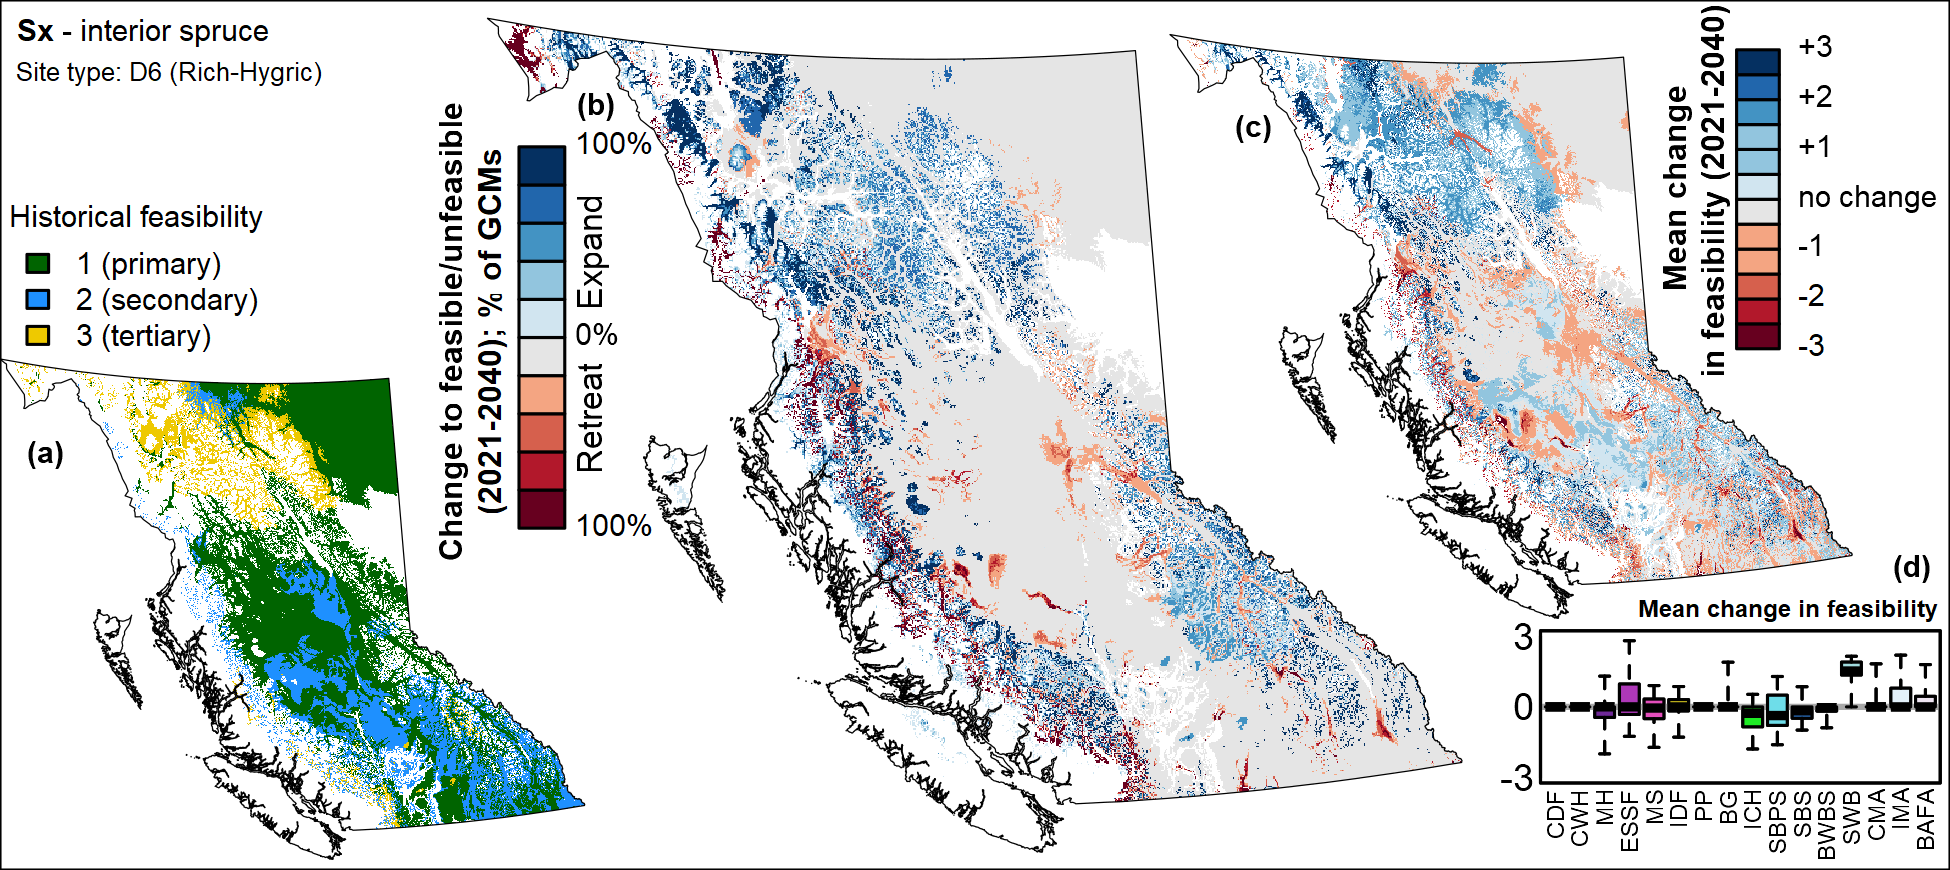 Sx - interior spruce
Site type: D6 (Rich-Hygric)
Historical feasibility
1 (primary)
2 (secondary)
3 (tertiary)
(a)
(b)
Change to feasible/unfeasible
(2021-2040); % of GCMs
100%
Expand
0%
Retreat
100%
(c)
Mean change
in feasibility (2021-2040)
+3
+2
+1
no change
-1
-2
-3
(d)
Mean change in feasibility
3
0
-3
CDF
CWH
MH
ESSF
MS
IDF
PP
BG
ICH
SBPS
SBS
BWBS
SWB
CMA
IMA
BAFA